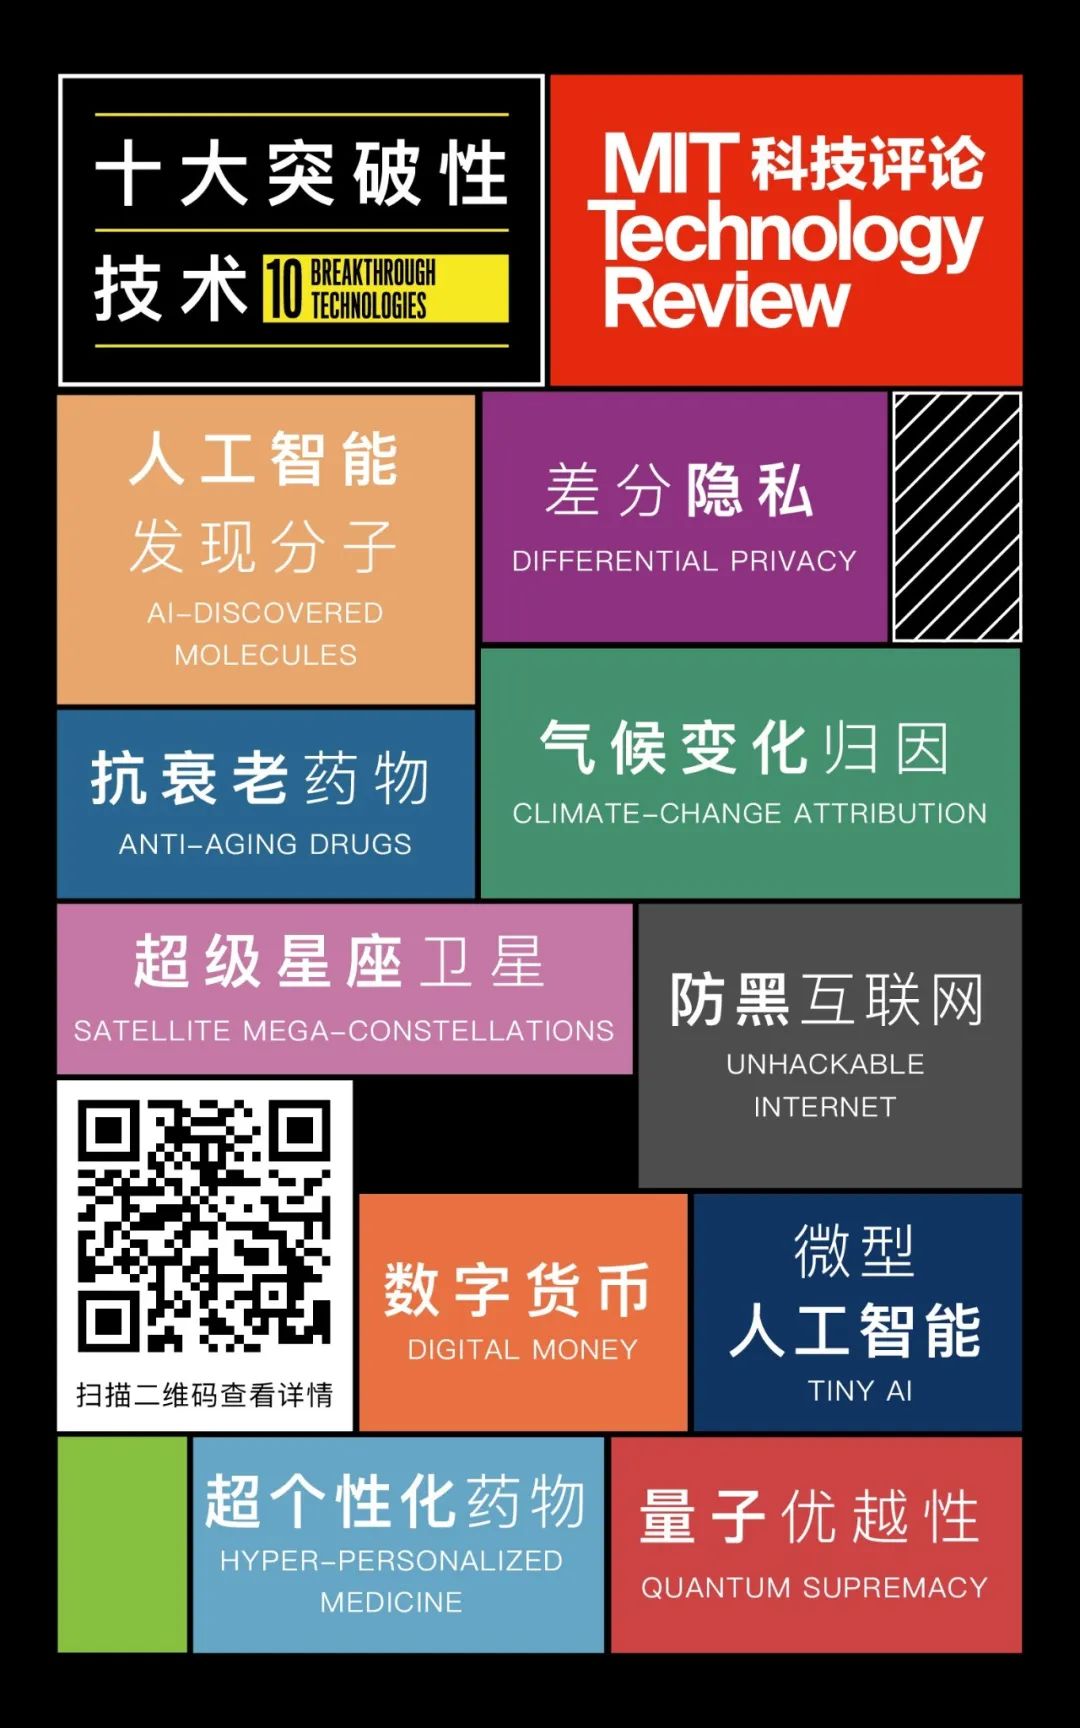 十大突破性
技术 10 BREAKTHROUGH
TECHNOLOGIES
MIT 科技评论
Technology
Review
人工智能
发现分子
AI-DISCOVERED
MOLECULES
差分隐私
DIFFERENTIAL PRIVACY
抗衰老药物
ANTI-AGING DRUGS
气候变化归因
CLIMATE-CHANGE ATTRIBUTION
超级星座卫星
SATELLITE MEGA-CONSTELLATIONS
防黑互联网
UNHACKABLE
INTERNET
扫描二维码查看详情
数字货币
DIGITAL MONEY
微型
人工智能
TINY AI
超个性化药物
HYPER-PERSONALIZED
MEDICINE
量子优越性
QUANTUM SUPREMACY